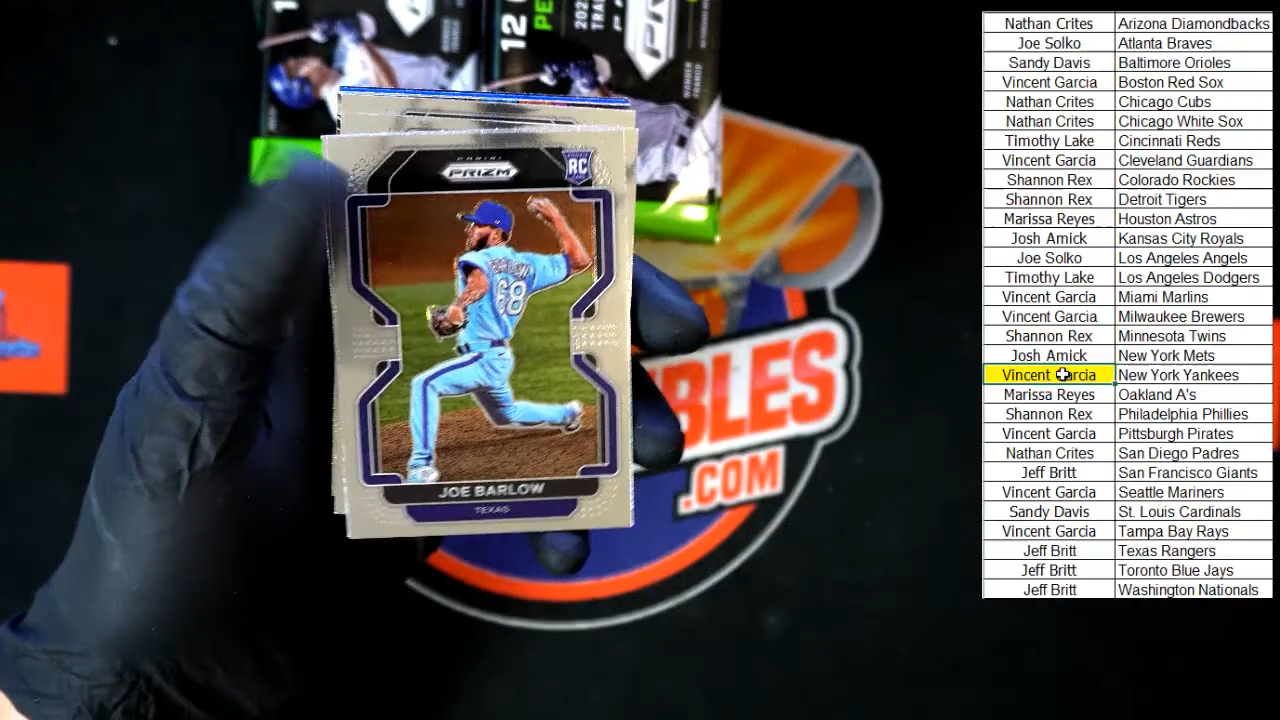 12
PE
PANINI
PRIZM
RC
BARLOW
68
JOE BARLOW
TEXAS
BLES
.COM
Nathan Crites Arizona Diamondbacks
Joe Solko Atlanta Braves
Sandy Davis Baltimore Orioles
Vincent Garcia Boston Red Sox
Nathan Crites Chicago Cubs
Nathan Crites Chicago White Sox
Timothy Lake Cincinnati Reds
Vincent Garcia Cleveland Guardians
Shannon Rex Colorado Rockies
Shannon Rex Detroit Tigers
Marissa Reyes Houston Astros
Josh Amick Kansas City Royals
Joe Solko Los Angeles Angels
Timothy Lake Los Angeles Dodgers
Vincent Garcia Miami Marlins
Vincent Garcia Milwaukee Brewers
Shannon Rex Minnesota Twins
Josh Amick New York Mets
Vincent Garcia New York Yankees
Marissa Reyes Oakland A's
Shannon Rex Philadelphia Phillies
Vincent Garcia Pittsburgh Pirates
Nathan Crites San Diego Padres
Jeff Britt San Francisco Giants
Vincent Garcia Seattle Mariners
Sandy Davis St. Louis Cardinals
Vincent Garcia Tampa Bay Rays
Jeff Britt Texas Rangers
Jeff Britt Toronto Blue Jays
Jeff Britt Washington Nationals